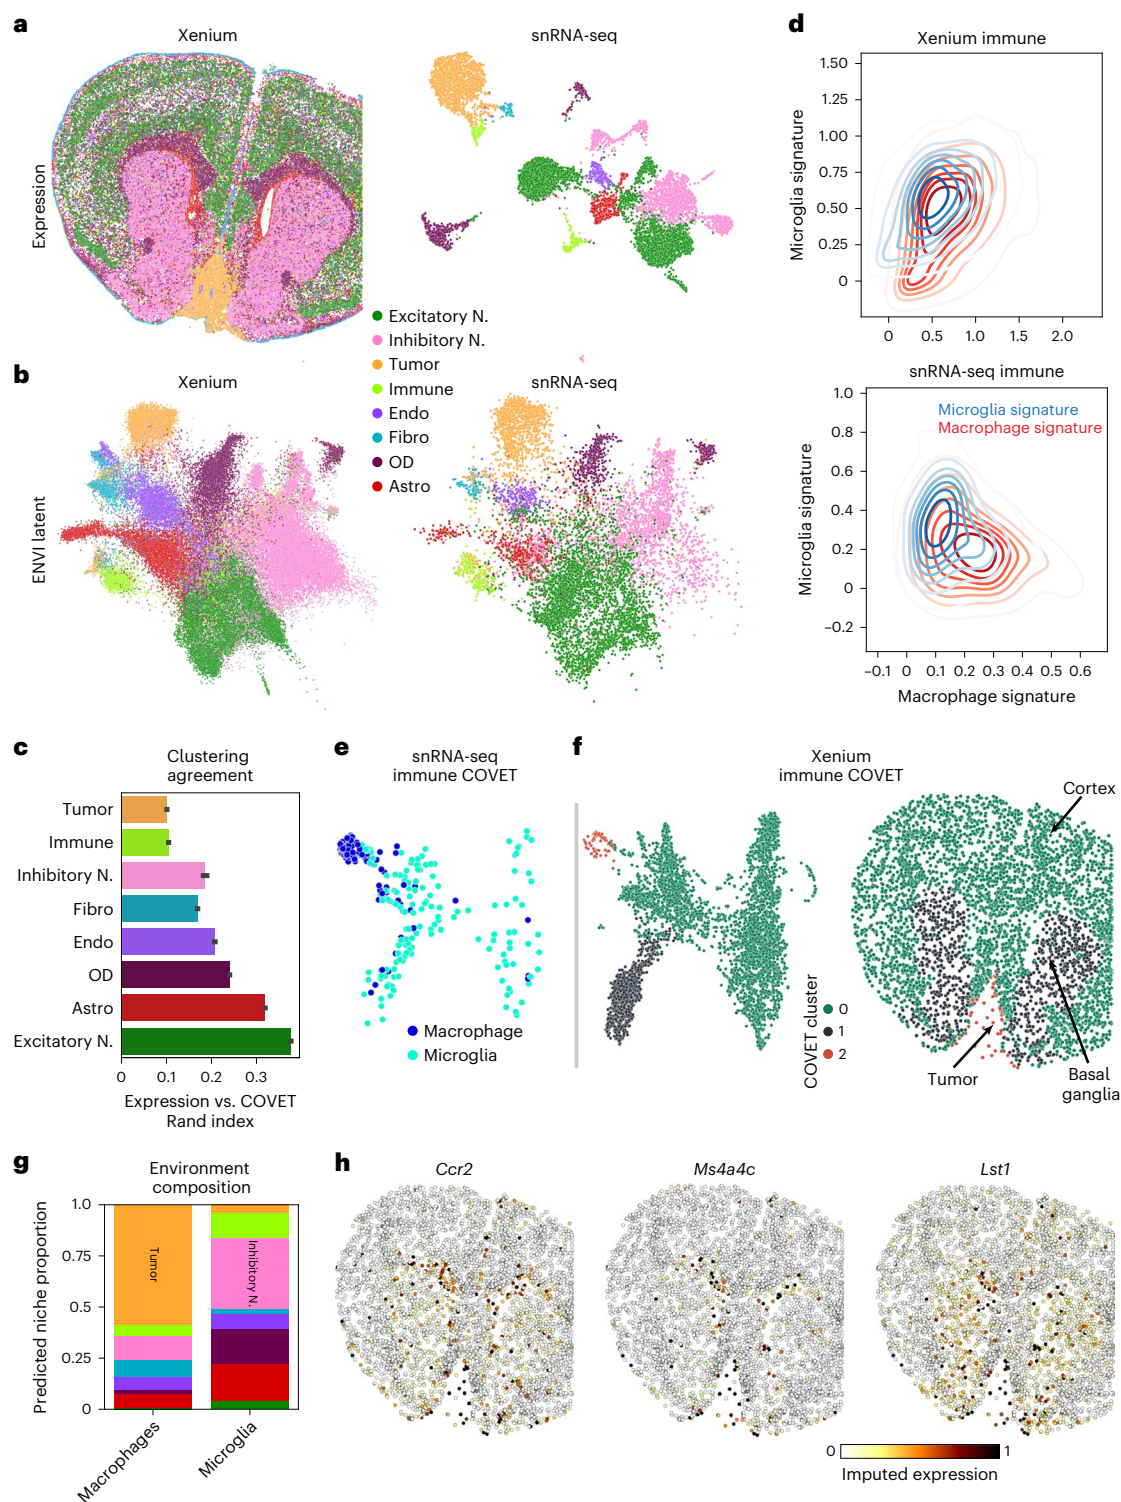 a
Xenium
snRNA-seq
Expression
Excitatory N.
Inhibitory N.
Tumor
Immune
Endo
Fibro
OD
Astro
b
Xenium
snRNA-seq
ENVI latent
c
Clustering
agreement
Tumor
Immune
Inhibitory N.
Fibro
Endo
OD
Astro
Excitatory N.
0 0.1 0.2 0.3
Expression vs. COVET
Rand index
d
Xenium immune
Microglia signature
1.50
1.25
1.00
0.75
0.50
0.25
0
0 0.5 1.0 1.5 2.0
snRNA-seq immune
Microglia signature
Macrophage signature
Microglia signature
1.0
0.8
0.6
0.4
0.2
0
–0.2
–0.1 0 0.1 0.2 0.3 0.4 0.5 0.6
Macrophage signature
e
snRNA-seq
immune COVET
Macrophage
Microglia
f
Xenium
immune COVET
COVET cluster
0
1
2
Cortex
Tumor
Basal
ganglia
g
Environment
composition
Predicted niche proportion
1.0
0.75
0.5
0.25
0
Tumor
Inhibitory N.
Macrophages
Microglia
h
Ccr2
Ms4a4c
Lst1
0 1
Imputed expression